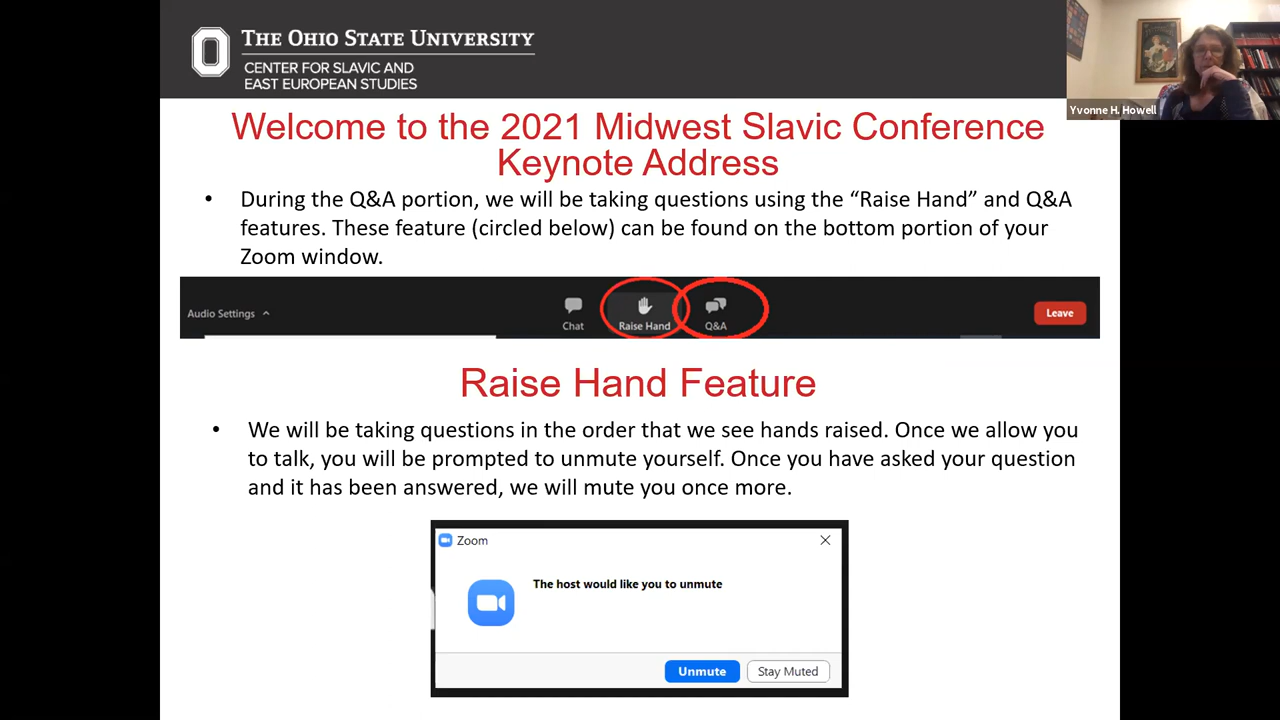 THE OHIO STATE UNIVERSITY
CENTER FOR SLAVIC AND
EAST EUROPEAN STUDIES
Yvonne H. Howell
Welcome to the 2021 Midwest Slavic Conference
Keynote Address
• During the Q&A portion, we will be taking questions using the “Raise Hand” and Q&A
features. These feature (circled below) can be found on the bottom portion of your
Zoom window.
Audio Settings ^
Chat
Raise Hand
Q&A
Leave
Raise Hand Feature
• We will be taking questions in the order that we see hands raised. Once we allow you
to talk, you will be prompted to unmute yourself. Once you have asked your question
and it has been answered, we will mute you once more.
Zoom
The host would like you to unmute
Unmute
Stay Muted